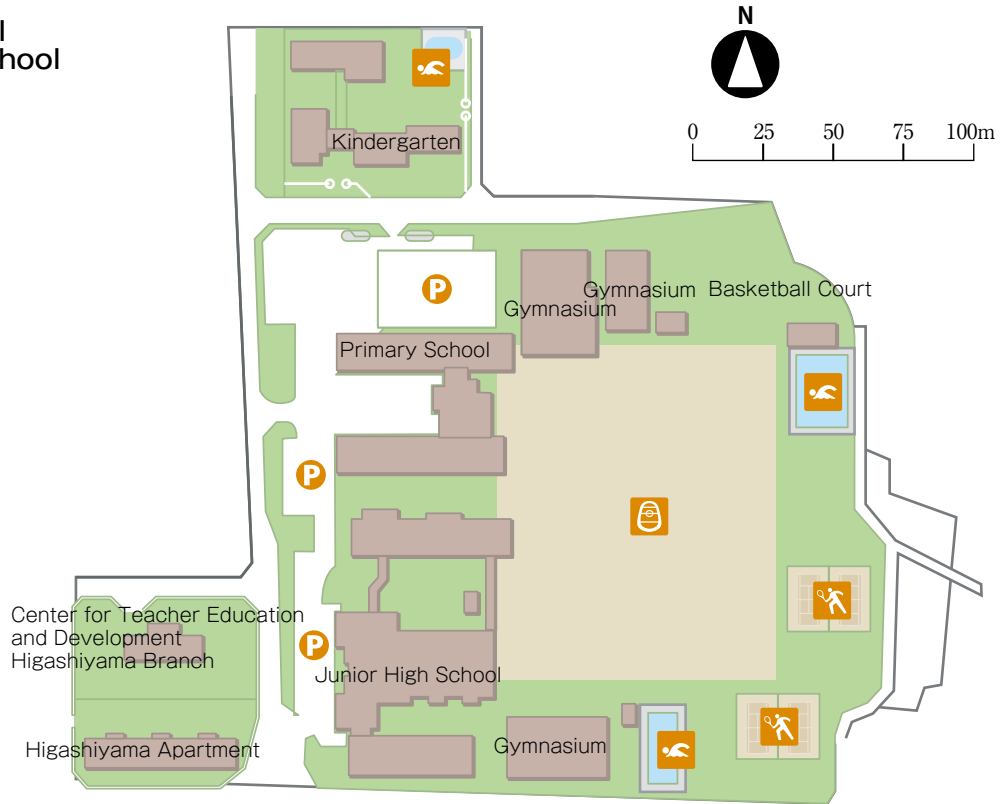 l
hool
N
0 25 50 75 100m
Kindergarten
P
Gymnasium
Gymnasium
Basketball Court
Primary School
P
Center for Teacher Education
and Development
Higashiyama Branch
P
Junior High School
Higashiyama Apartment
Gymnasium